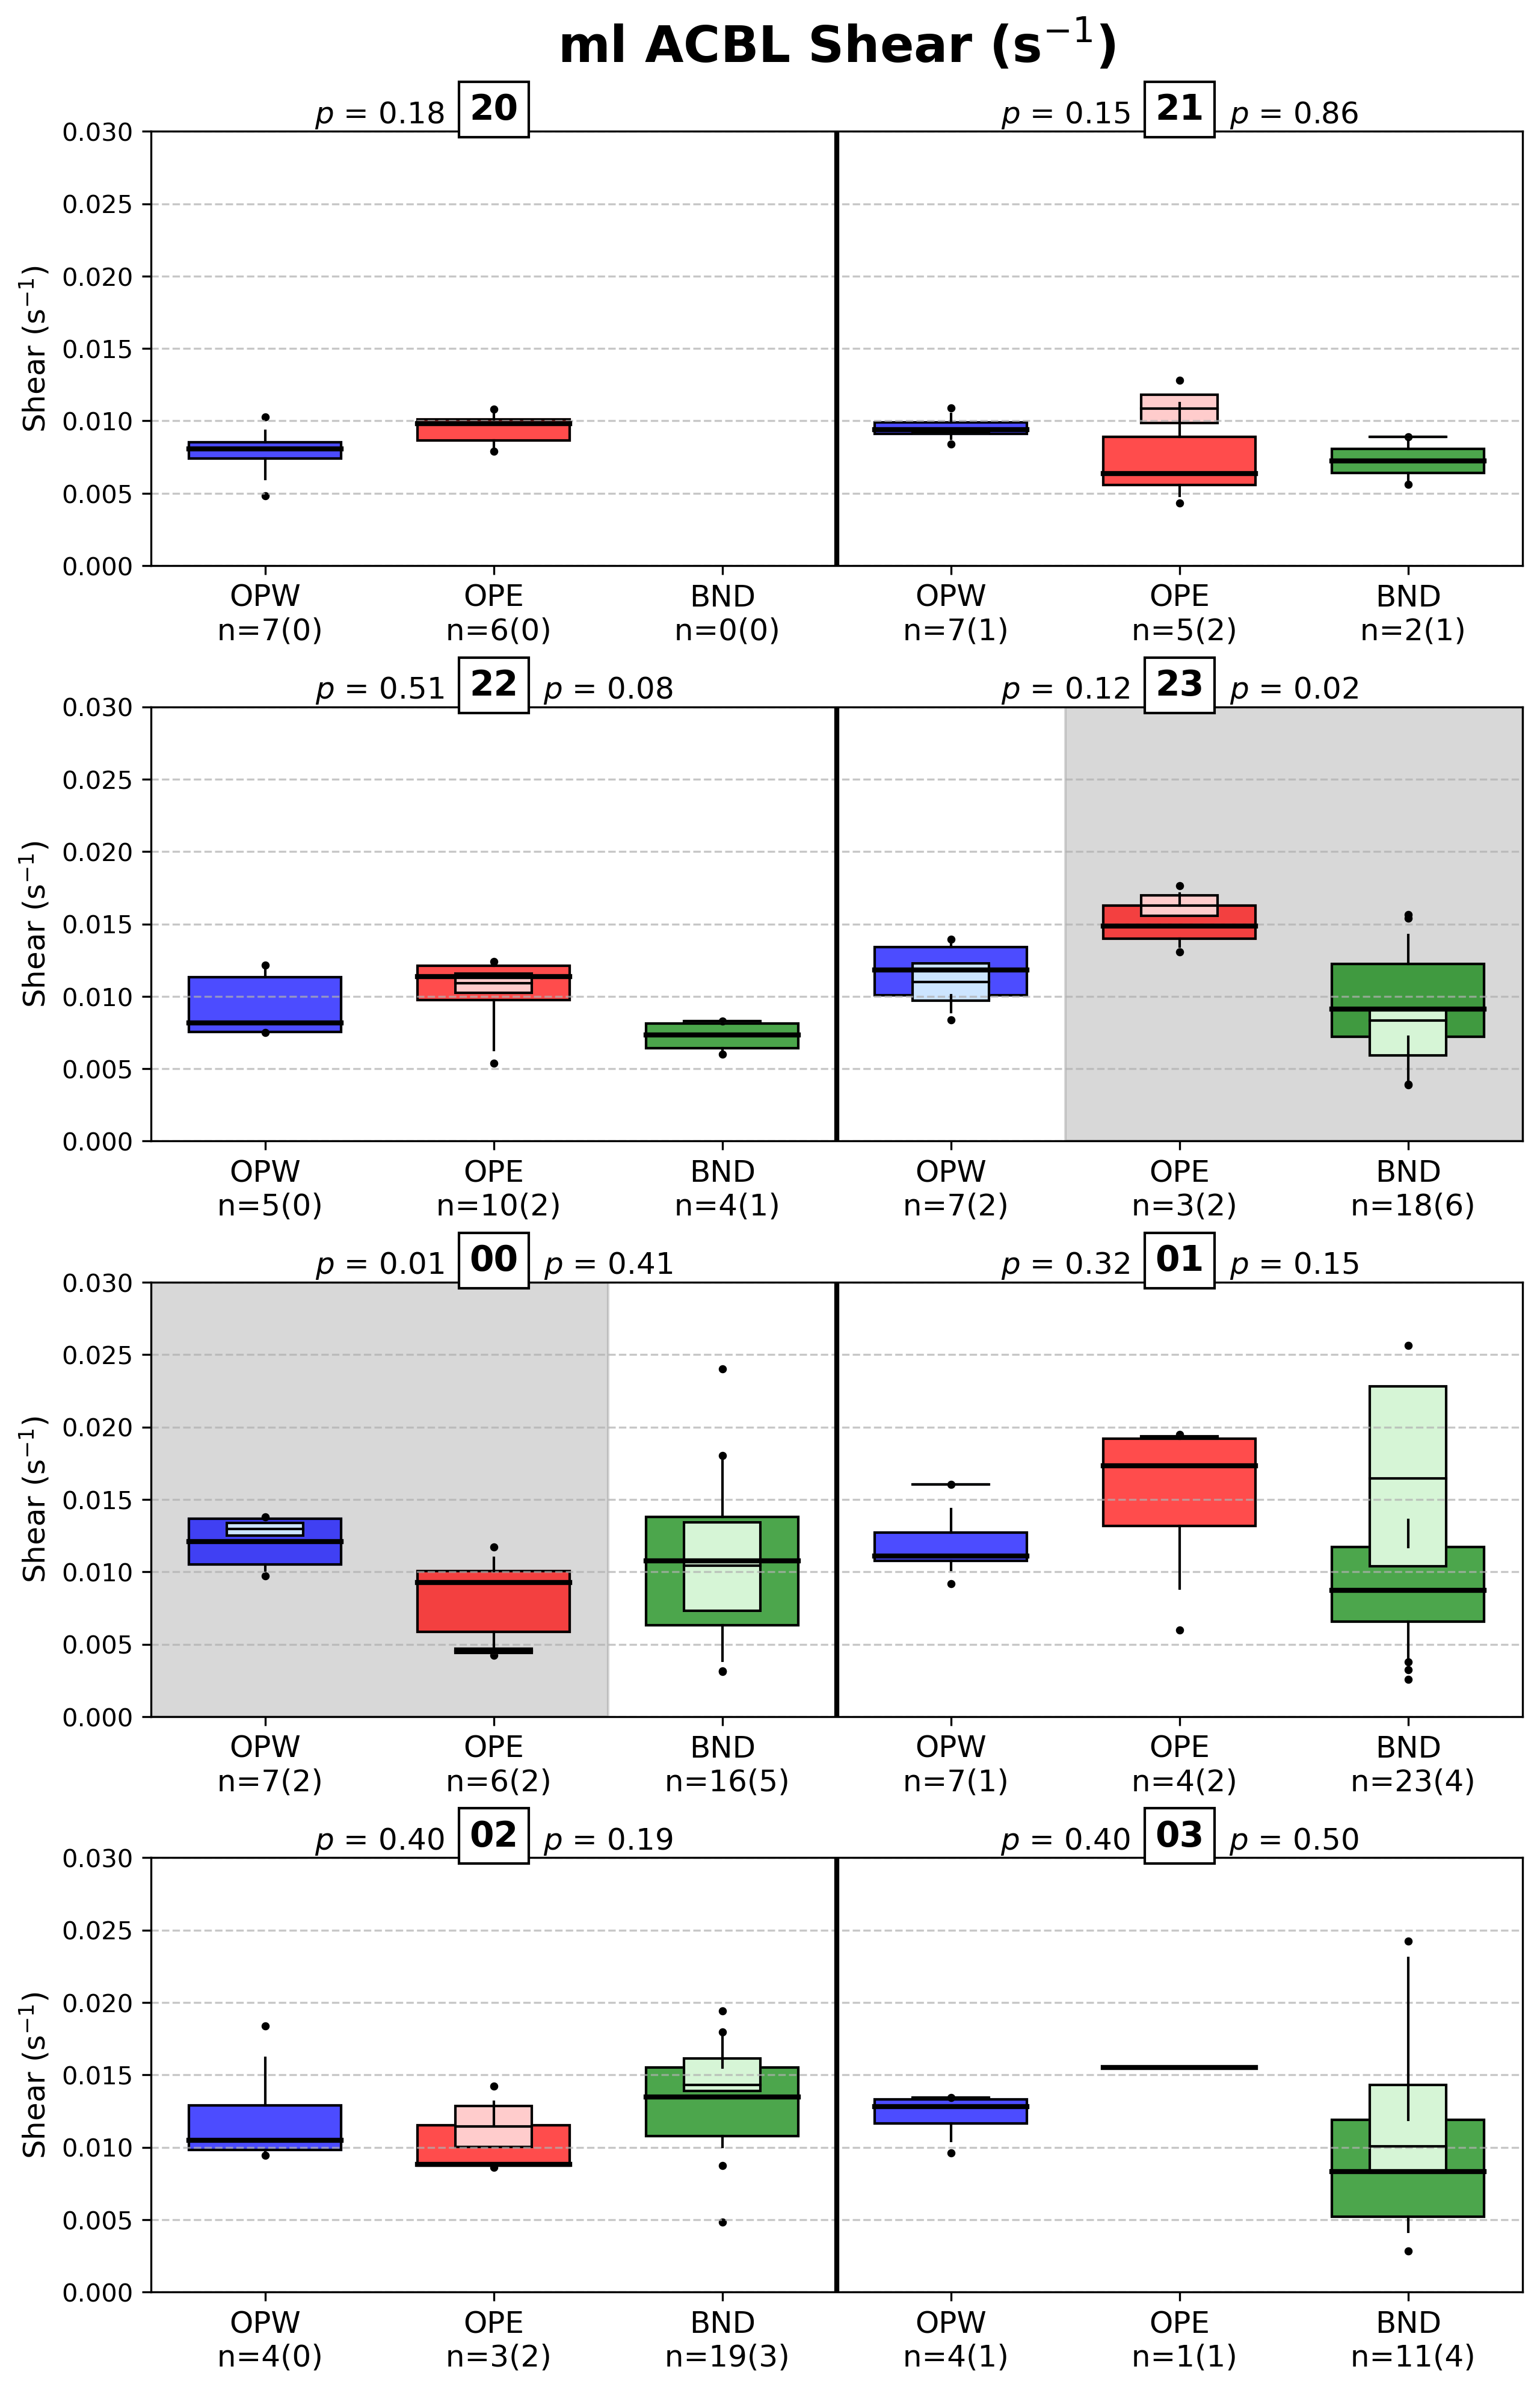 ml ACBL Shear (s⁻¹)
p = 0.18 20
p = 0.15 21 p = 0.86
Shear (s⁻¹)
0.030
0.025
0.020
0.015
0.010
0.005
0.000
OPW OPE BND OPW OPE BND
n=7(0) n=6(0) n=0(0) n=7(1) n=5(2) n=2(1)
p = 0.51 22 p = 0.08
p = 0.12 23 p = 0.02
Shear (s⁻¹)
0.030
0.025
0.020
0.015
0.010
0.005
0.000
OPW OPE BND OPW OPE BND
n=5(0) n=10(2) n=4(1) n=7(2) n=3(2) n=18(6)
p = 0.01 00 p = 0.41
p = 0.32 01 p = 0.15
Shear (s⁻¹)
0.030
0.025
0.020
0.015
0.010
0.005
0.000
OPW OPE BND OPW OPE BND
n=7(2) n=6(2) n=16(5) n=7(1) n=4(2) n=23(4)
p = 0.40 02 p = 0.19
p = 0.40 03 p = 0.50
Shear (s⁻¹)
0.030
0.025
0.020
0.015
0.010
0.005
0.000
OPW OPE BND OPW OPE BND
n=4(0) n=3(2) n=19(3) n=4(1) n=1(1) n=11(4)